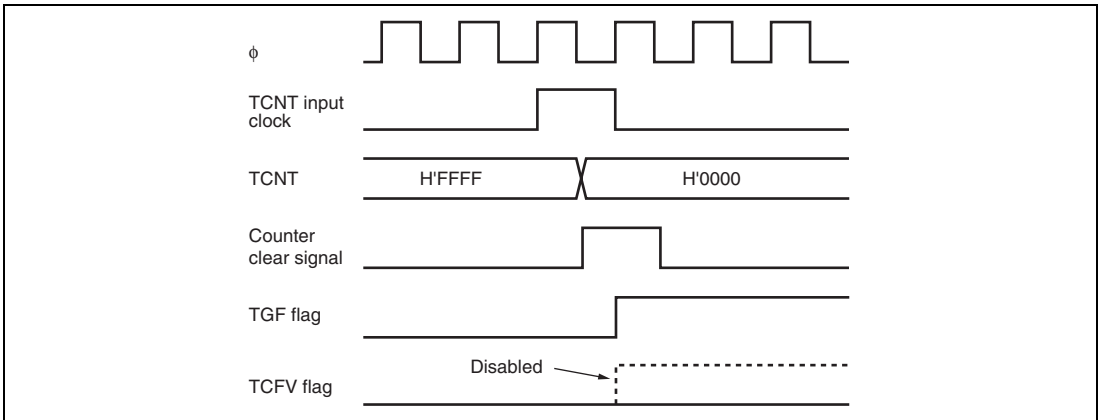 ϕ
TCNT input
clock
TCNT
H'FFFF
H'0000
Counter
clear signal
TGF flag
Disabled
TCFV flag